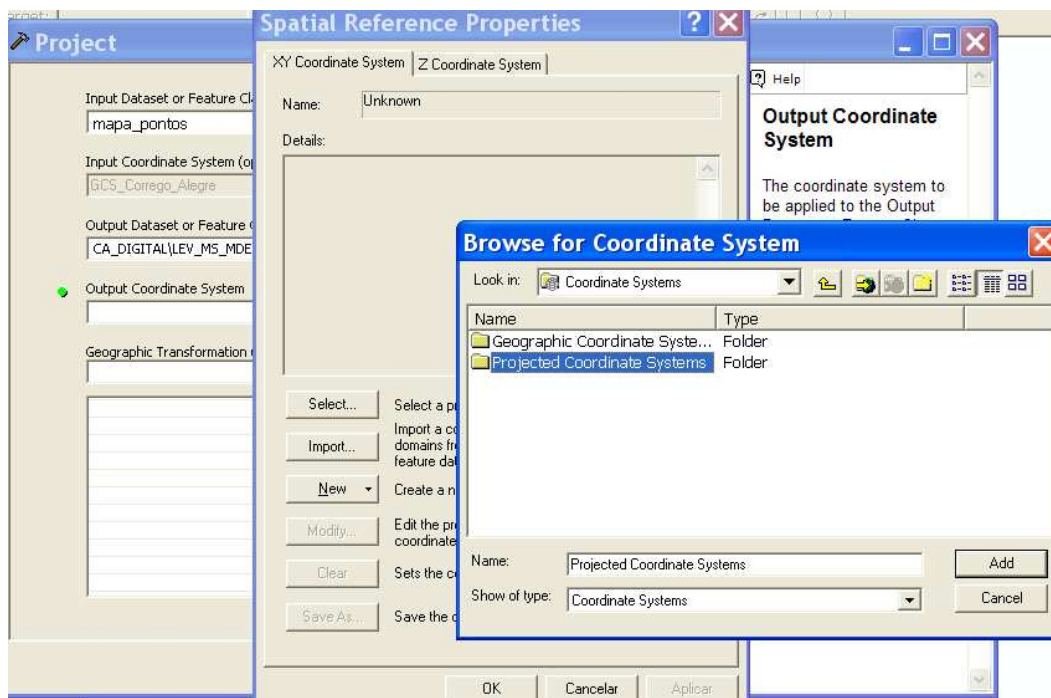 Project
Input Dataset or Feature Cl
mapa_pontos
Input Coordinate System (op
GCS_Corrego_Alegre
Output Dataset or Feature
CA_DIGITAL\LEV_MS_MDE
Output Coordinate System
Geographic Transformation
Spatial Reference Properties
XY Coordinate System
Z Coordinate System
Name:
Unknown
Details:
Select...
Select a p
Import...
Import a co
domains fr
feature dat
New
Create a n
Modify...
Edit the pr
coordinate
Clear
Sets the c
Save As...
Save the c
OK
Cancelar
Aplicar
Help
Output Coordinate
System
The coordinate system to
be applied to the Output
Browse for Coordinate System
Look in:
Coordinate Systems
Name
Type
Geographic Coordinate Syste...
Folder
Projected Coordinate Systems
Folder
Name:
Projected Coordinate Systems
Add
Show of type:
Coordinate Systems
Cancel